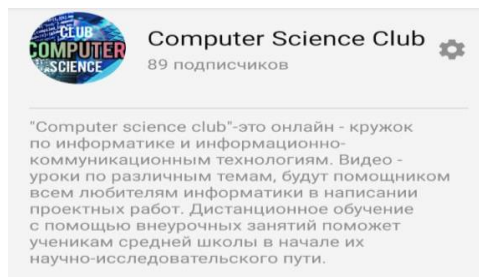 CLUB
COMPUTER
SCIENCE
Computer Science Club
89 подписчиков
"Computer science club"-это онлайн - кружок
по информатике и информационно-
коммуникационным технологиям. Видео -
уроки по различным темам, будут помощником
всем любителям информатики в написании
проектных работ. Дистанционное обучение
с помощью внеурочных занятий поможет
ученикам средней школы в начале их
научно-исследовательского пути.